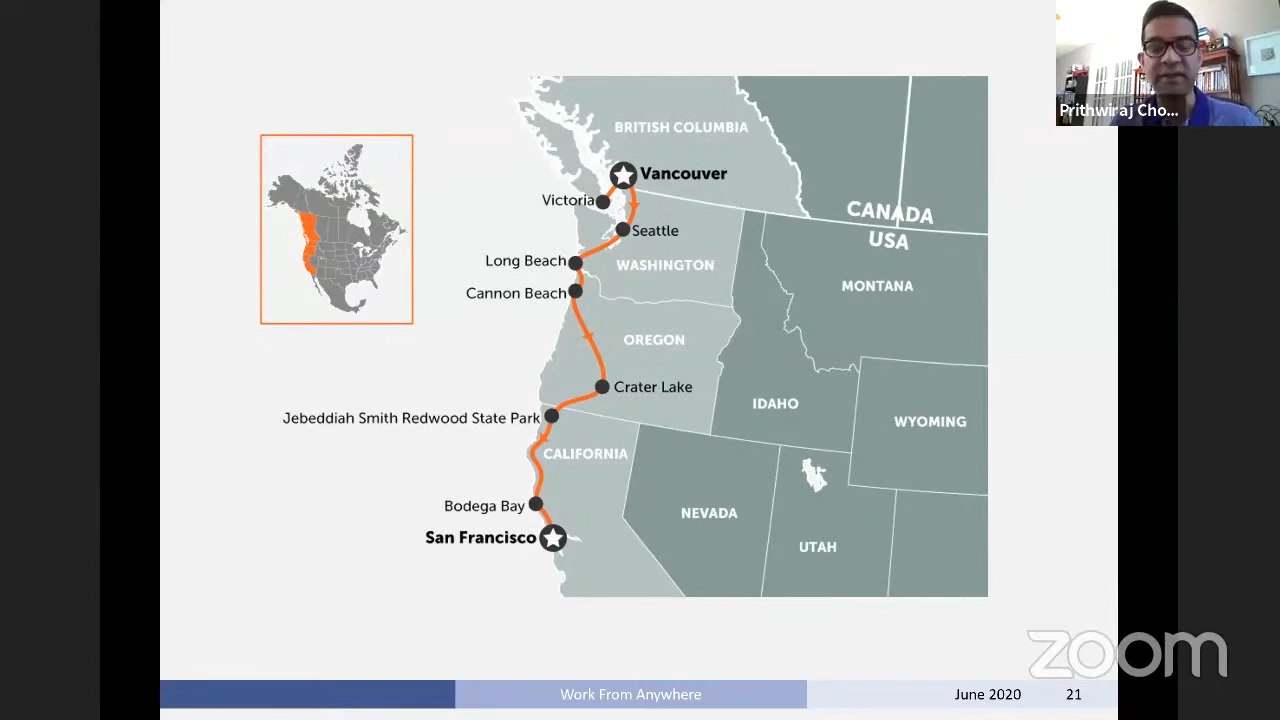 Prithwiraj Cho...
BRITISH COLUMBIA
Vancouver
Victoria
CANADA
Seattle
USA
Long Beach
WASHINGTON
MONTANA
Cannon Beach
OREGON
Crater Lake
IDAHO
Jebeddiah Smith Redwood State Park
WYOMING
CALIFORNIA
Bodega Bay
NEVADA
San Francisco
UTAH
zoom
Work From Anywhere
June 2020
21